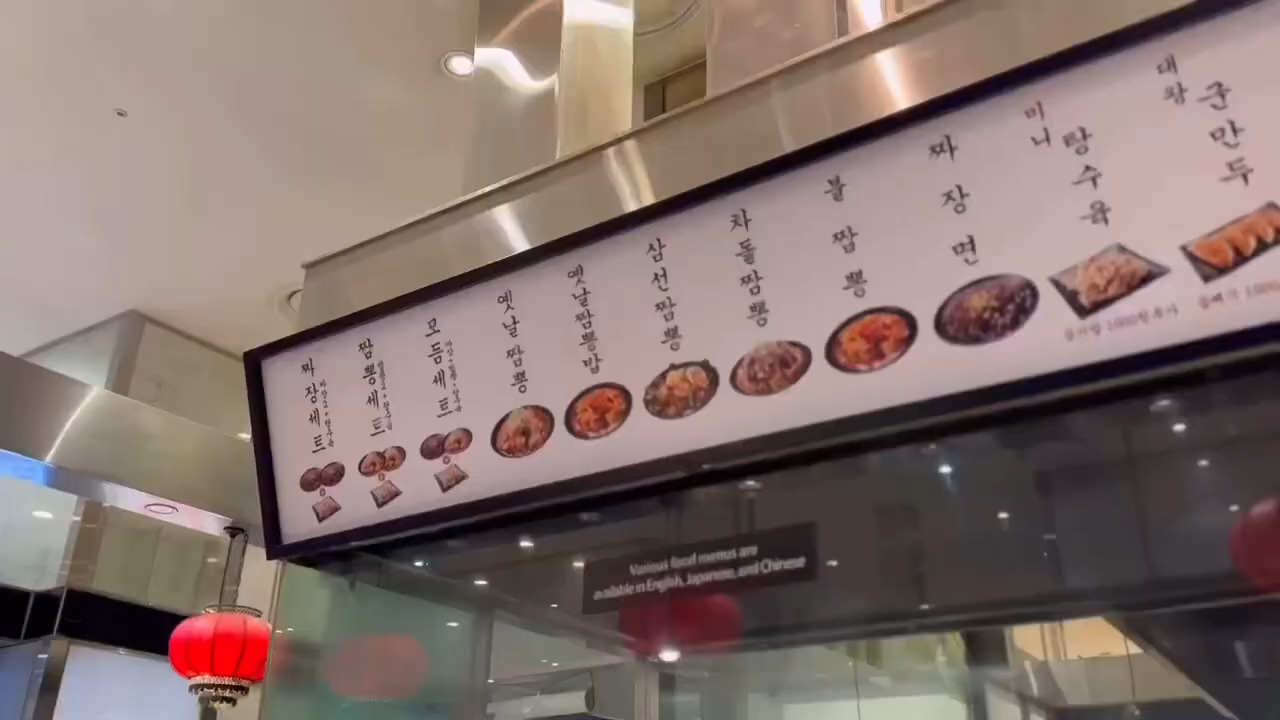 짜장세트
짬뽕세트
모듬세트
옛날짬뽕
옛날짬뽕밥
삼선짬뽕
차돌짬뽕
불짬뽕
짜장면
미니
탕수육
대왕
군만두
Various food menus are
available in English, Japanese, and Chinese